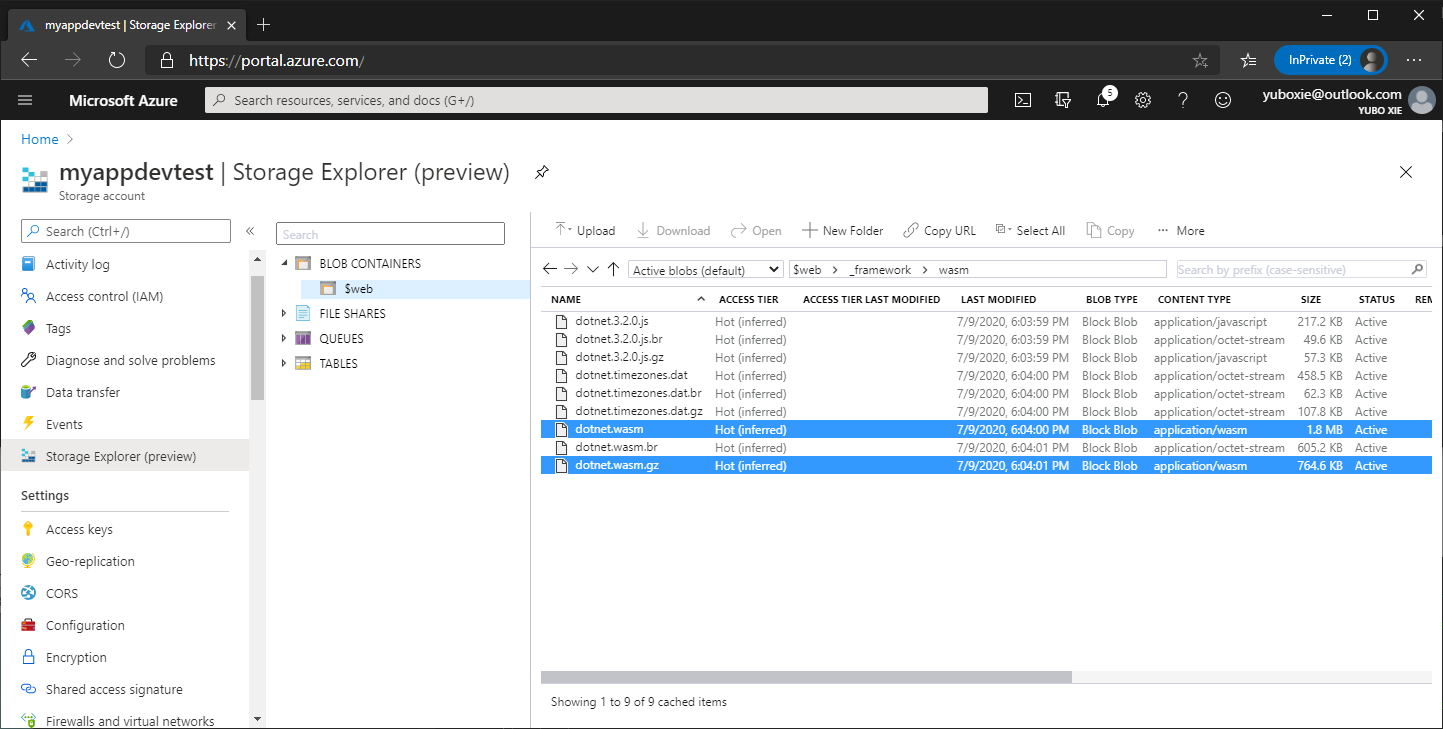 myappdevtest | Storage Explorer
https://portal.azure.com/
InPrivate (2)
Microsoft Azure
Search resources, services, and docs (G+/)
5
yuboxie@outlook.com
YUBO XIE
Home
myappdevtest | Storage Explorer (preview)
Storage account
Search (Ctrl+/)
Activity log
Access control (IAM)
Tags
Diagnose and solve problems
Data transfer
Events
Storage Explorer (preview)
Settings
Access keys
Geo-replication
CORS
Configuration
Encryption
Shared access signature
Firewalls and virtual networks
Search
BLOB CONTAINERS
$web
FILE SHARES
QUEUES
TABLES
Upload Download Open New Folder Copy URL Select All Copy More
Active blobs (default) $web _framework wasm Search by prefix (case-sensitive)
NAME ACCESS TIER ACCESS TIER LAST MODIFIED LAST MODIFIED BLOB TYPE CONTENT TYPE SIZE STATUS REM
dotnet.3.2.0.js Hot (inferred) 7/9/2020, 6:03:59 PM Block Blob application/javascript 217.2 KB Active
dotnet.3.2.0.js.br Hot (inferred) 7/9/2020, 6:03:59 PM Block Blob application/octet-stream 49.6 KB Active
dotnet.3.2.0.js.gz Hot (inferred) 7/9/2020, 6:03:59 PM Block Blob application/javascript 57.3 KB Active
dotnet.timezones.dat Hot (inferred) 7/9/2020, 6:04:00 PM Block Blob application/octet-stream 458.5 KB Active
dotnet.timezones.dat.br Hot (inferred) 7/9/2020, 6:04:00 PM Block Blob application/octet-stream 62.3 KB Active
dotnet.timezones.dat.gz Hot (inferred) 7/9/2020, 6:04:00 PM Block Blob application/octet-stream 107.8 KB Active
dotnet.wasm Hot (inferred) 7/9/2020, 6:04:00 PM Block Blob application/wasm 1.8 MB Active
dotnet.wasm.br Hot (inferred) 7/9/2020, 6:04:01 PM Block Blob application/octet-stream 605.2 KB Active
dotnet.wasm.gz Hot (inferred) 7/9/2020, 6:04:01 PM Block Blob application/wasm 764.6 KB Active
Showing 1 to 9 of 9 cached items